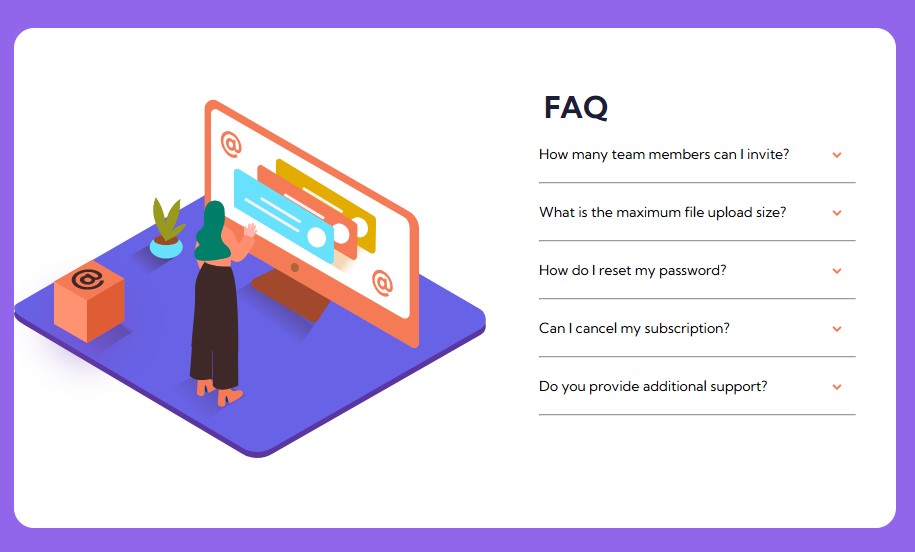 FAQ
How many team members can I invite?
What is the maximum file upload size?
How do I reset my password?
Can I cancel my subscription?
Do you provide additional support?
@
@
@